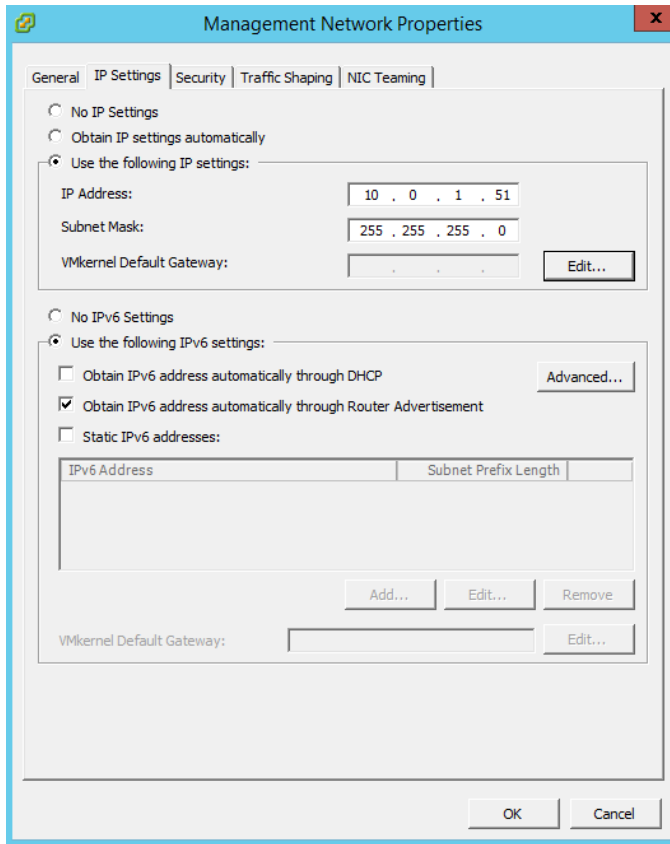 Management Network Properties
x
General IP Settings Security Traffic Shaping NIC Teaming
No IP Settings
Obtain IP settings automatically
Use the following IP settings:
IP Address: 10 . 0 . 1 . 51
Subnet Mask: 255 . 255 . 255 . 0
VMkernel Default Gateway: . . . Edit...
No IPv6 Settings
Use the following IPv6 settings:
Obtain IPv6 address automatically through DHCP Advanced...
Obtain IPv6 address automatically through Router Advertisement
Static IPv6 addresses:
IPv6 Address Subnet Prefix Length
Add... Edit... Remove
VMkernel Default Gateway: Edit...
OK Cancel